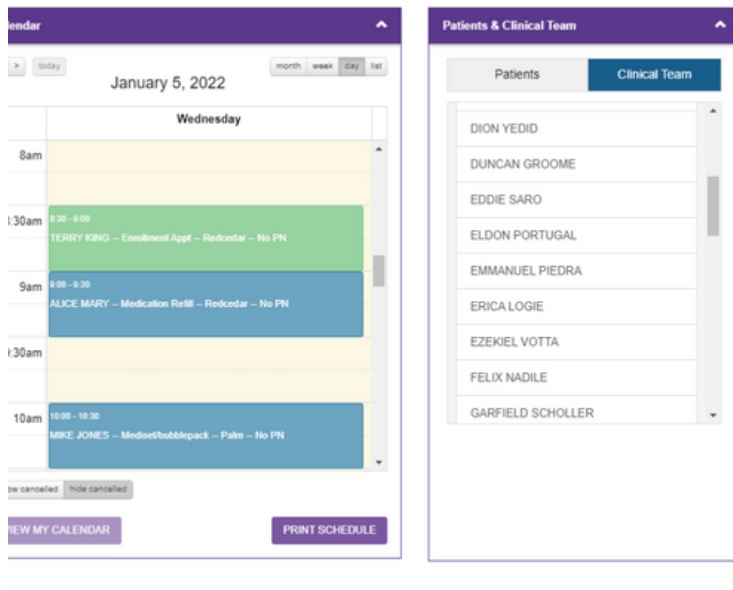 lendar
> today
January 5, 2022
month week day list
Wednesday
8am
:30am
8:30 - 9:00
TERRY KING -- Enrollment Appt -- Redcedar -- No PN
9am
9:00 - 9:30
ALICE MARY -- Medication Refill -- Redcedar -- No PN
:30am
10am
10:00 - 10:30
MIKE JONES -- Mediset/bubblepack -- Palm -- No PN
ow cancelled hide cancelled
IEW MY CALENDAR
PRINT SCHEDULE
Patients & Clinical Team
Patients
Clinical Team
DION YEDID
DUNCAN GROOME
EDDIE SARO
ELDON PORTUGAL
EMMANUEL PIEDRA
ERICA LOGIE
EZEKIEL VOTTA
FELIX NADILE
GARFIELD SCHOLLER